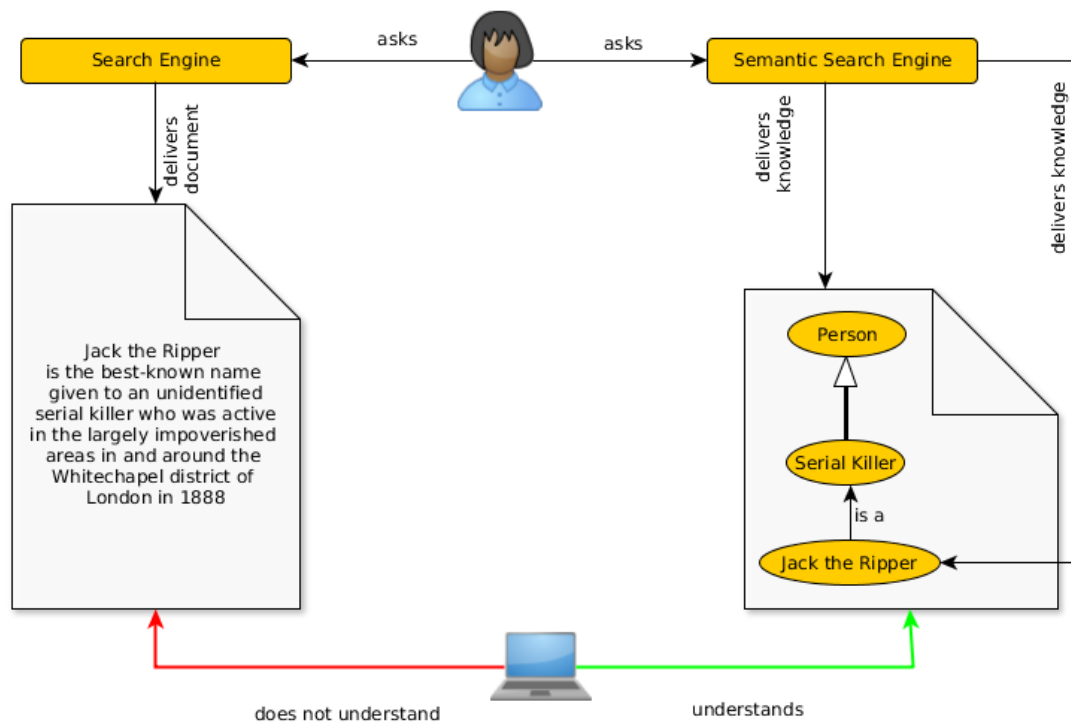 asks
asks
Search Engine
Semantic Search Engine
delivers
document
delivers
knowledge
delivers knowledge
Jack the Ripper
is the best-known name
given to an unidentified
serial killer who was active
in the largely impoverished
areas in and around the
Whitechapel district of
London in 1888
Person
Serial Killer
is a
Jack the Ripper
does not understand
understands